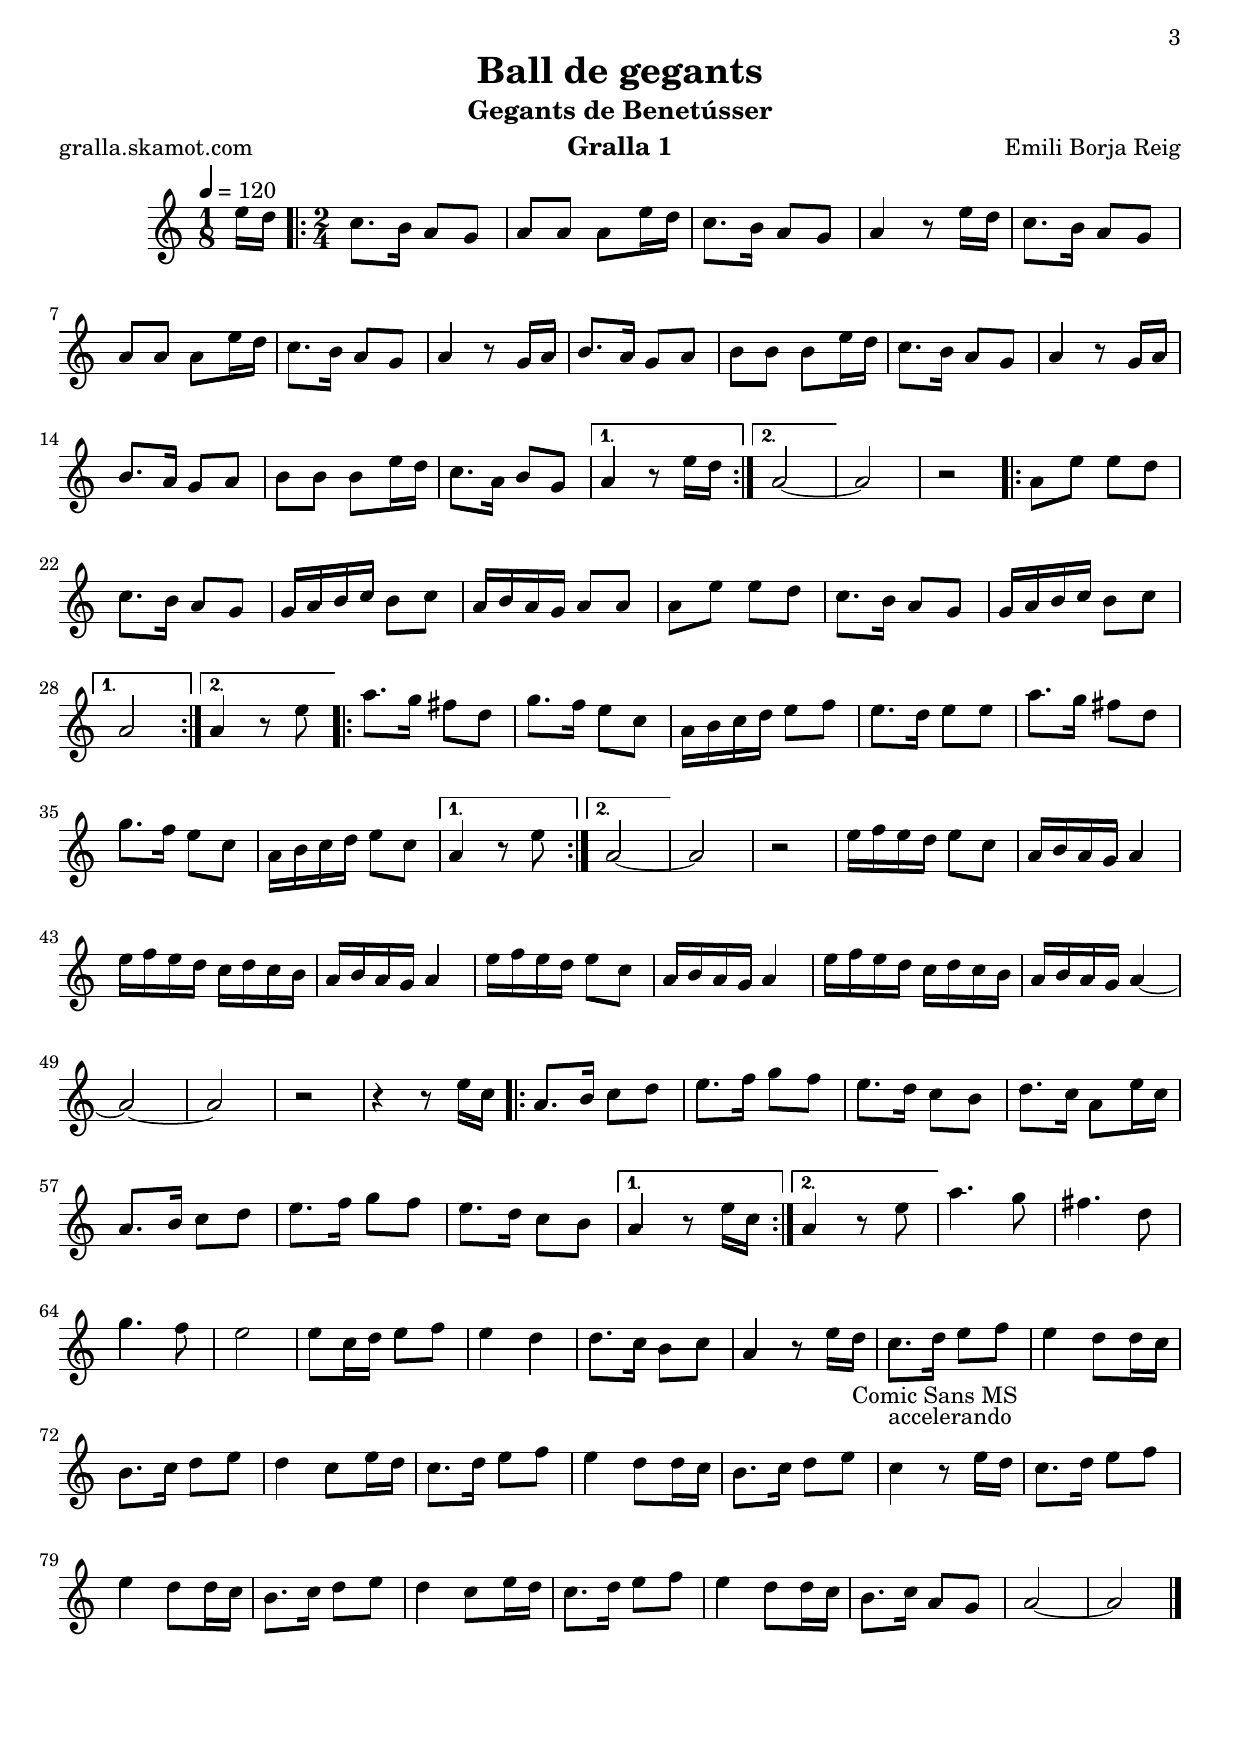 3
Ball de gegants
Gegants de Benetússer
gralla.skamot.com Gralla 1 Emili Borja Reig
= 120
1 8 2 4
7
14 1. 2.
22
28 1. 2.
35 1. 2.
43
49
57 1. 2.
64
Comic Sans MS
accelerando
72
79